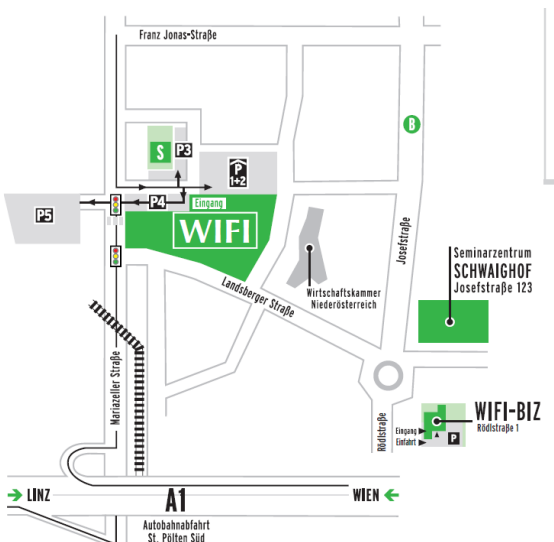 Franz Jonas-Straße
B
S
P3
P
1+2
P5
P4
Eingang
WIFI
Landsberger Straße
Wirtschaftskammer
Niederösterreich
Josefstraße
Seminarzentrum
SCHWAIGHOF
Josefstraße 123
Mariazeller Straße
Rödlstraße
WIFI-BIZ
Rödlstraße 1
Eingang
Einfahrt
P
LINZ
A1
WIEN
Autobahnabfahrt
St. Pölten Süd